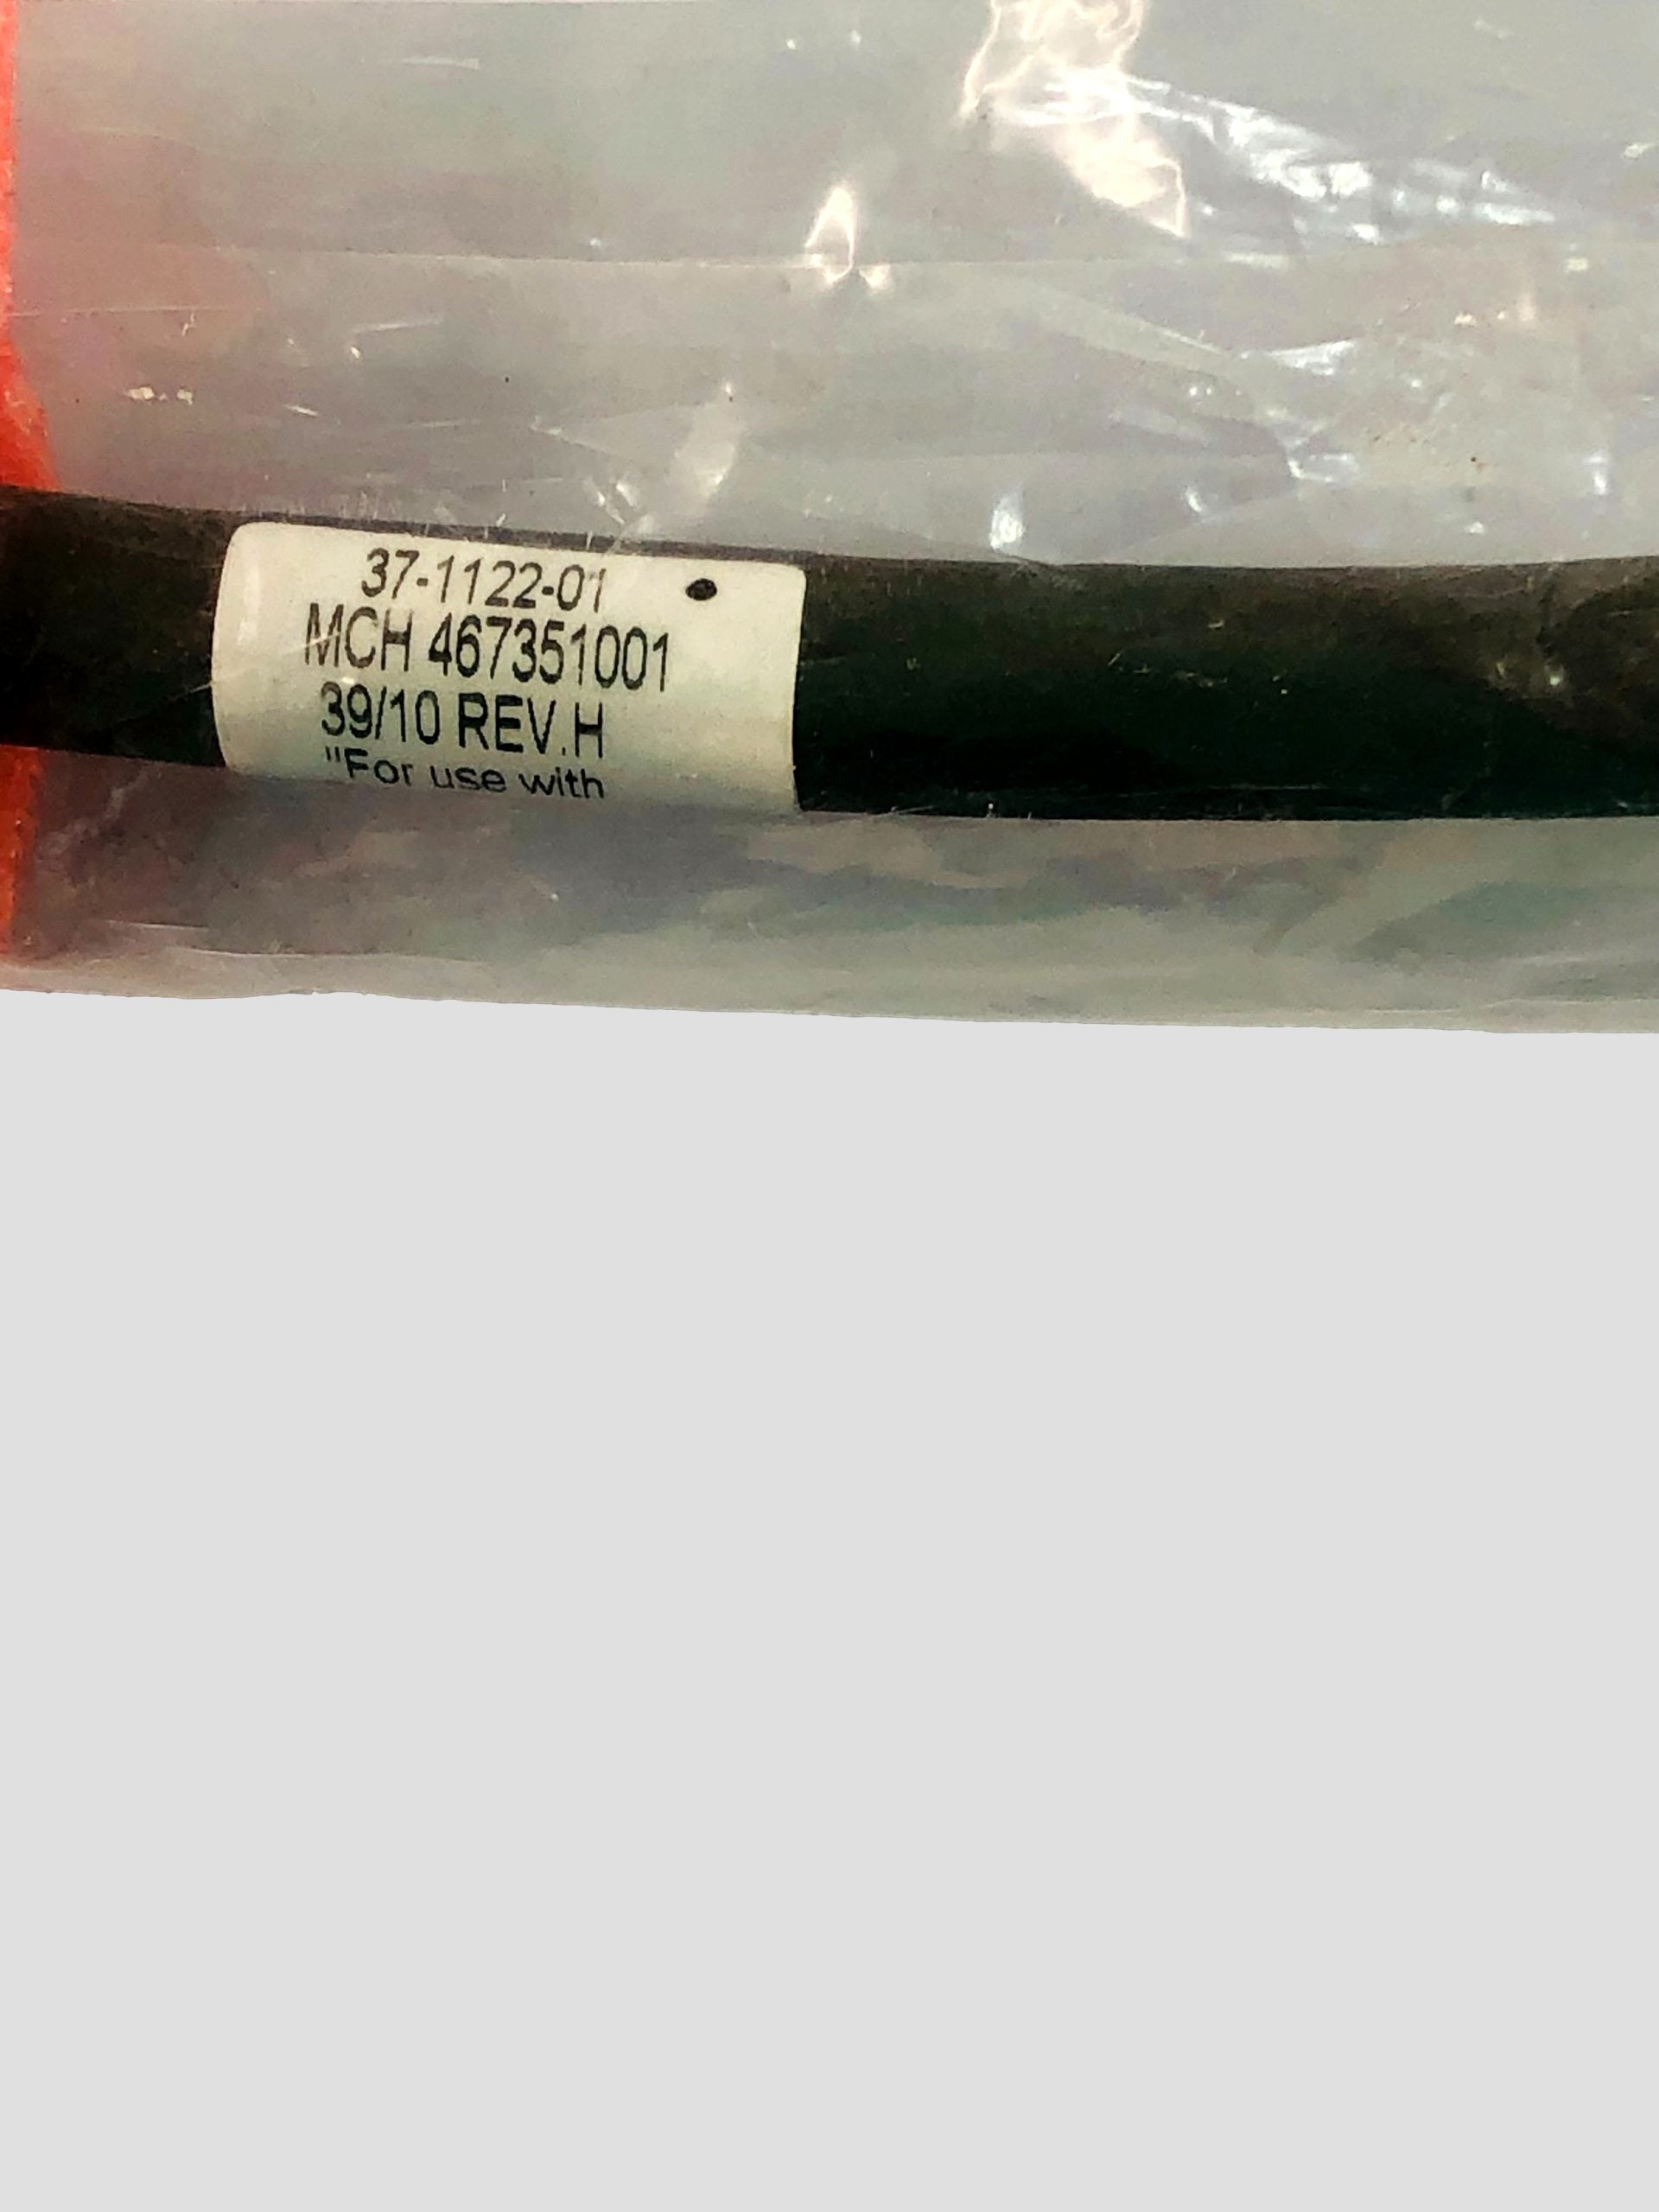 37-1122-01
MCH 467351001
39/10 REV.H
"For use with